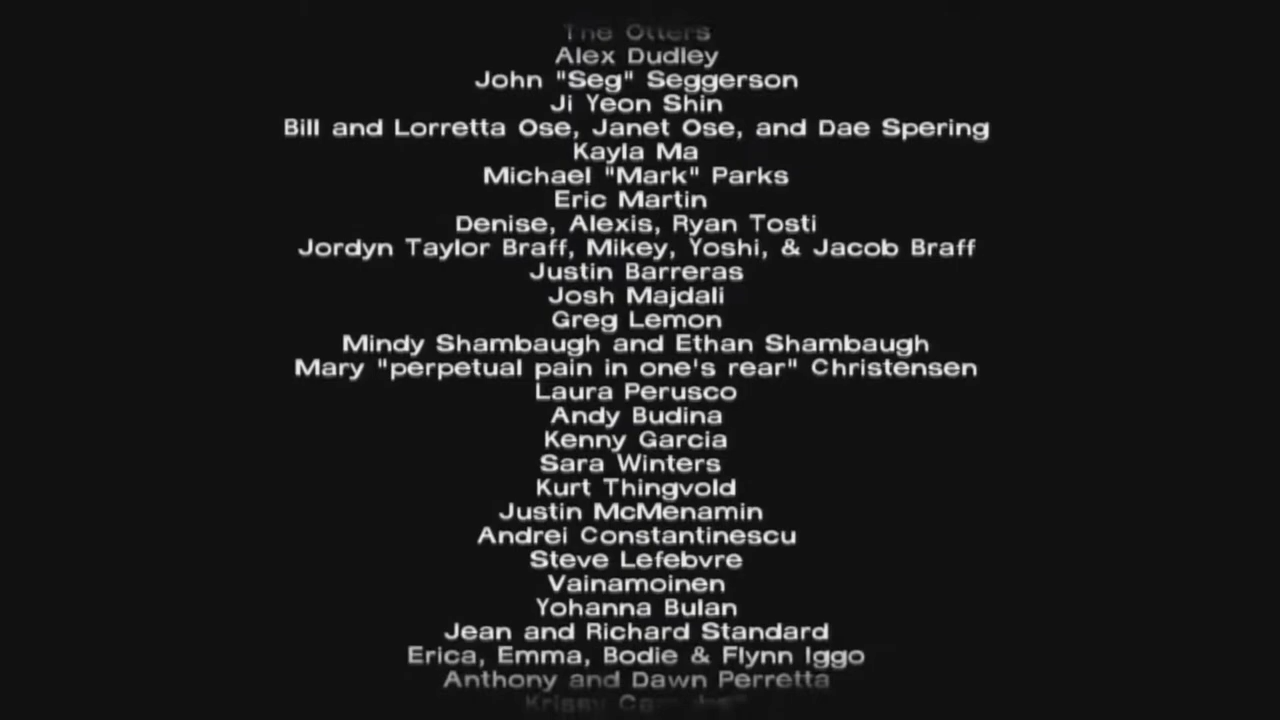 The Otters
Alex Dudley
John "Seg" Seggerson
Ji Yeon Shin
Bill and Lorretta Ose, Janet Ose, and Dae Spering
Kayla Ma
Michael "Mark" Parks
Eric Martin
Denise, Alexis, Ryan Tosti
Jordyn Taylor Braff, Mikey, Yoshi, & Jacob Braff
Justin Barreras
Josh Majdali
Greg Lemon
Mindy Shambaugh and Ethan Shambaugh
Mary "perpetual pain in one's rear" Christensen
Laura Perusco
Andy Budina
Kenny Garcia
Sara Winters
Kurt Thingvold
Justin McMenamin
Andrei Constantinescu
Steve Lefebvre
Vainamoinen
Yohanna Bulan
Jean and Richard Standard
Erica, Emma, Bodie & Flynn Iggo
Anthony and Dawn Perretta
Krissy